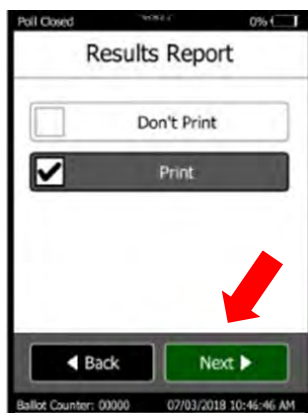 Poll Closed 0%
Results Report
Don't Print
Print
Back Next
Ballot Counter: 00000 07/03/2018 10:46:46 AM